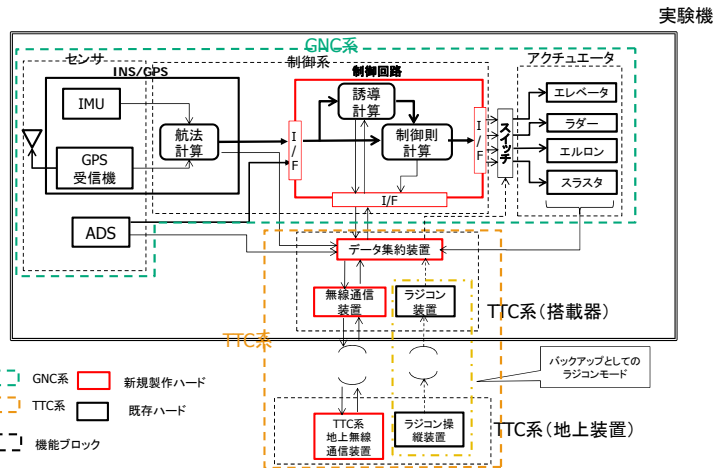 実験機
GNC系
センサ
制御系
アクチュエータ
INS/GPS
制御回路
IMU
誘導
計算
エレベータ
航法
計算
I
/
F
制御則
計算
I
/
F
スイッチ
ラダー
GPS
受信機
エルロン
スラスタ
I/F
ADS
データ集約装置
無線通信
装置
ラジコン
装置
TTC系(搭載器)
TTC系
バックアップとしての
ラジコンモード
GNC系
新規製作ハード
TTC系
既存ハード
機能ブロック
TTC系
地上無線
通信装置
ラジコン操
縦装置
TTC系(地上装置)